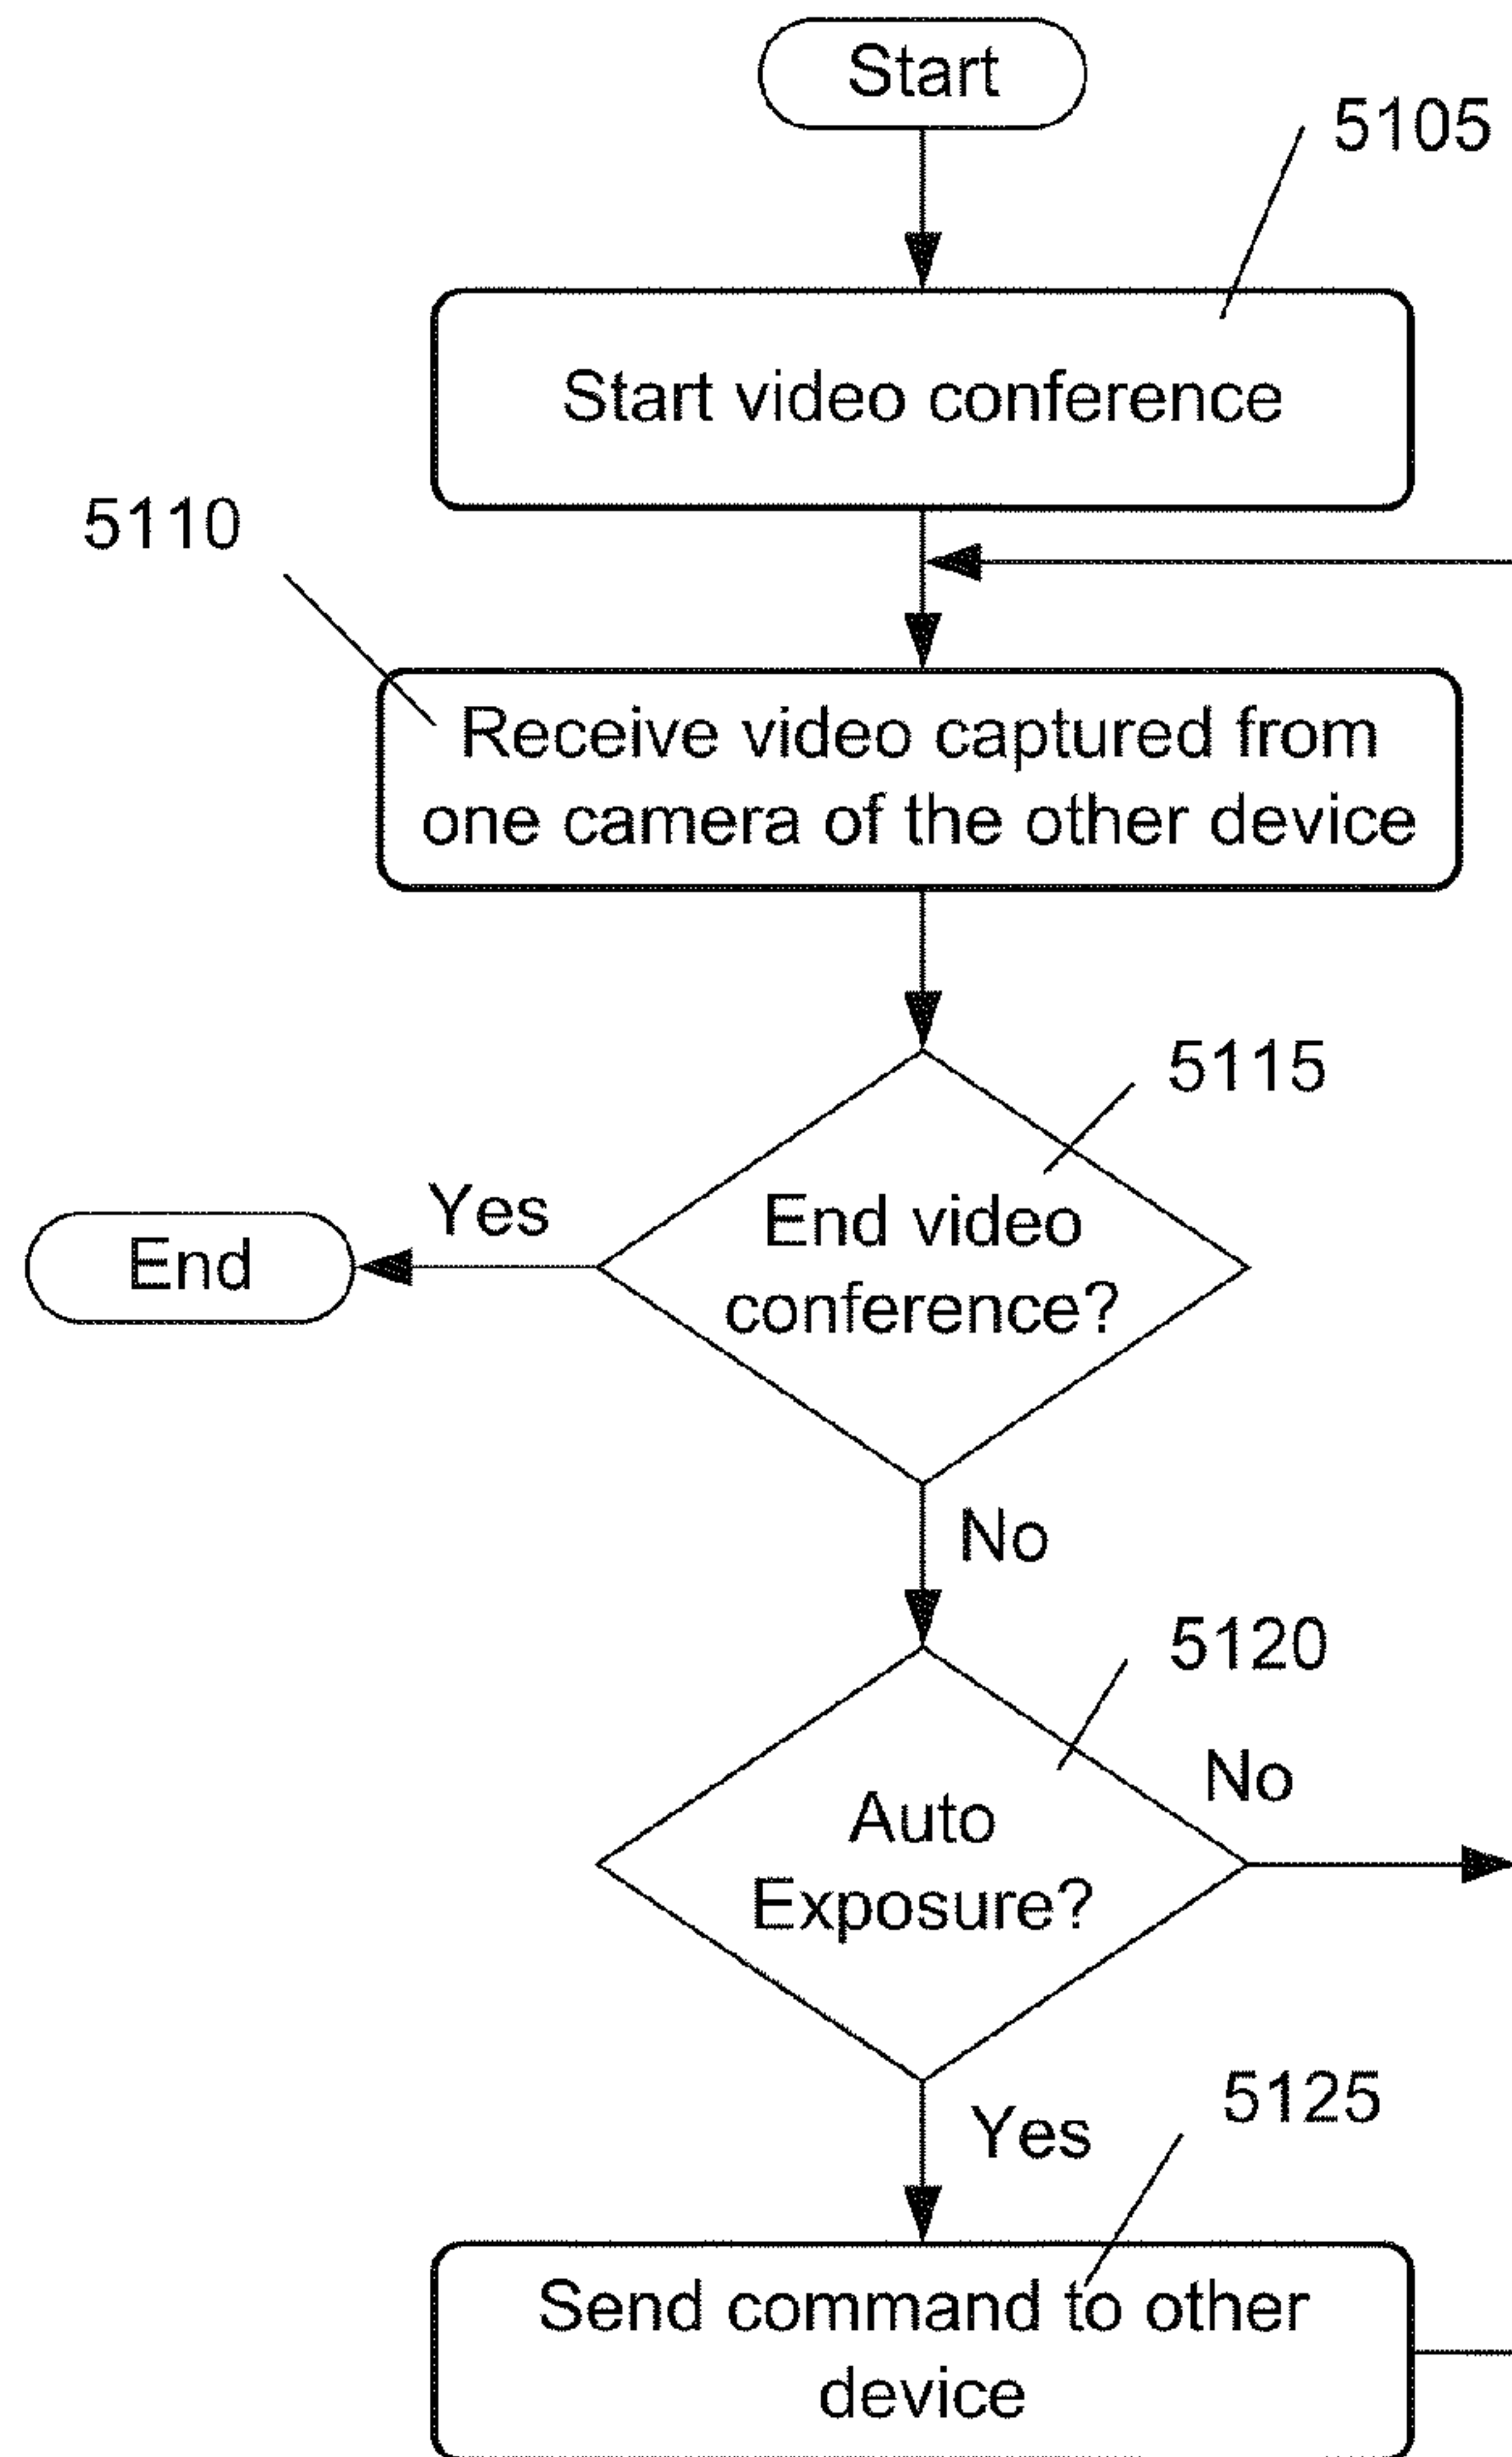 Start
5105
Start video conference
5110
Receive video captured from
one camera of the other device
5115
Yes
End video
conference?
End
No
5120
No
Auto
Exposure?
5125
Yes
Send command to other
device